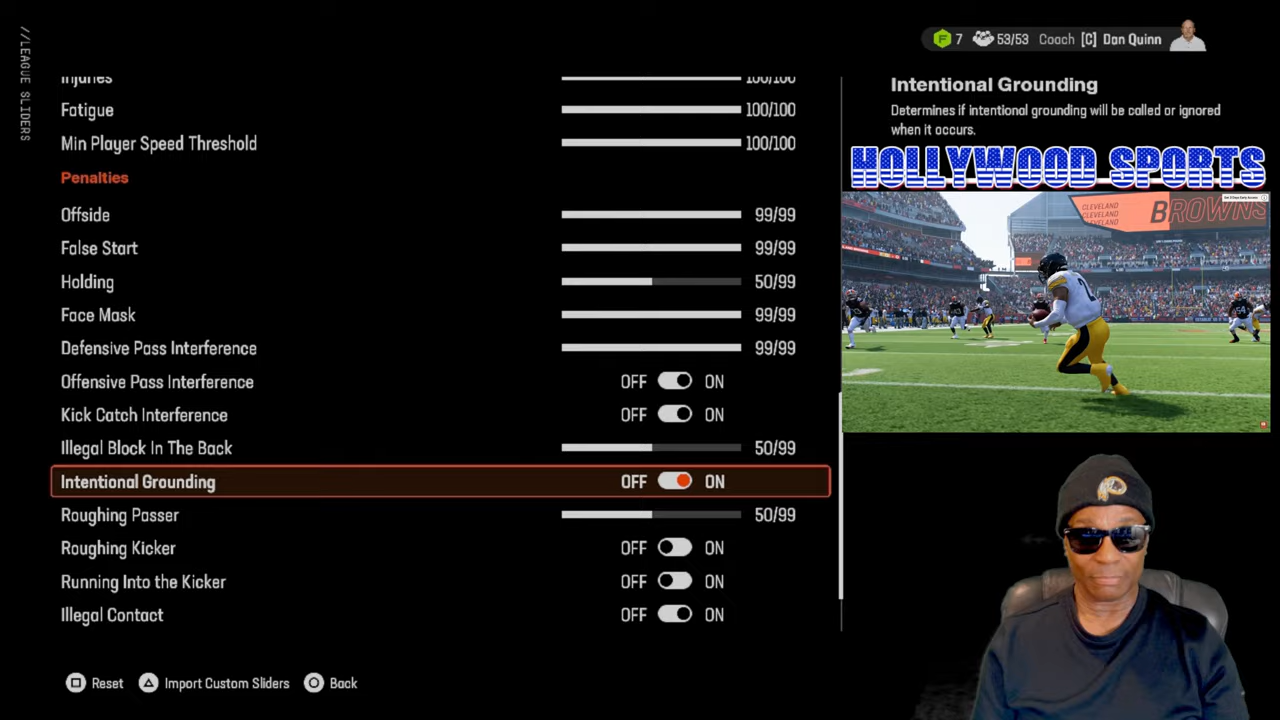 //LEAGUE SLIDERS
7 53/53 Coach [C] Dan Quinn
Injuries 100/100
Fatigue 100/100
Min Player Speed Threshold 100/100
Penalties
Offside 99/99
False Start 99/99
Holding 50/99
Face Mask 99/99
Defensive Pass Interference 99/99
Offensive Pass Interference OFF ON
Kick Catch Interference OFF ON
Illegal Block In The Back 50/99
Intentional Grounding OFF ON
Roughing Passer 50/99
Roughing Kicker OFF ON
Running Into the Kicker OFF ON
Illegal Contact OFF ON
Reset Import Custom Sliders Back
Intentional Grounding
Determines if intentional grounding will be called or ignored
when it occurs.
HOLLYWOOD SPORTS
CLEVELAND
CLEVELAND
CLEVELAND
BROWNS